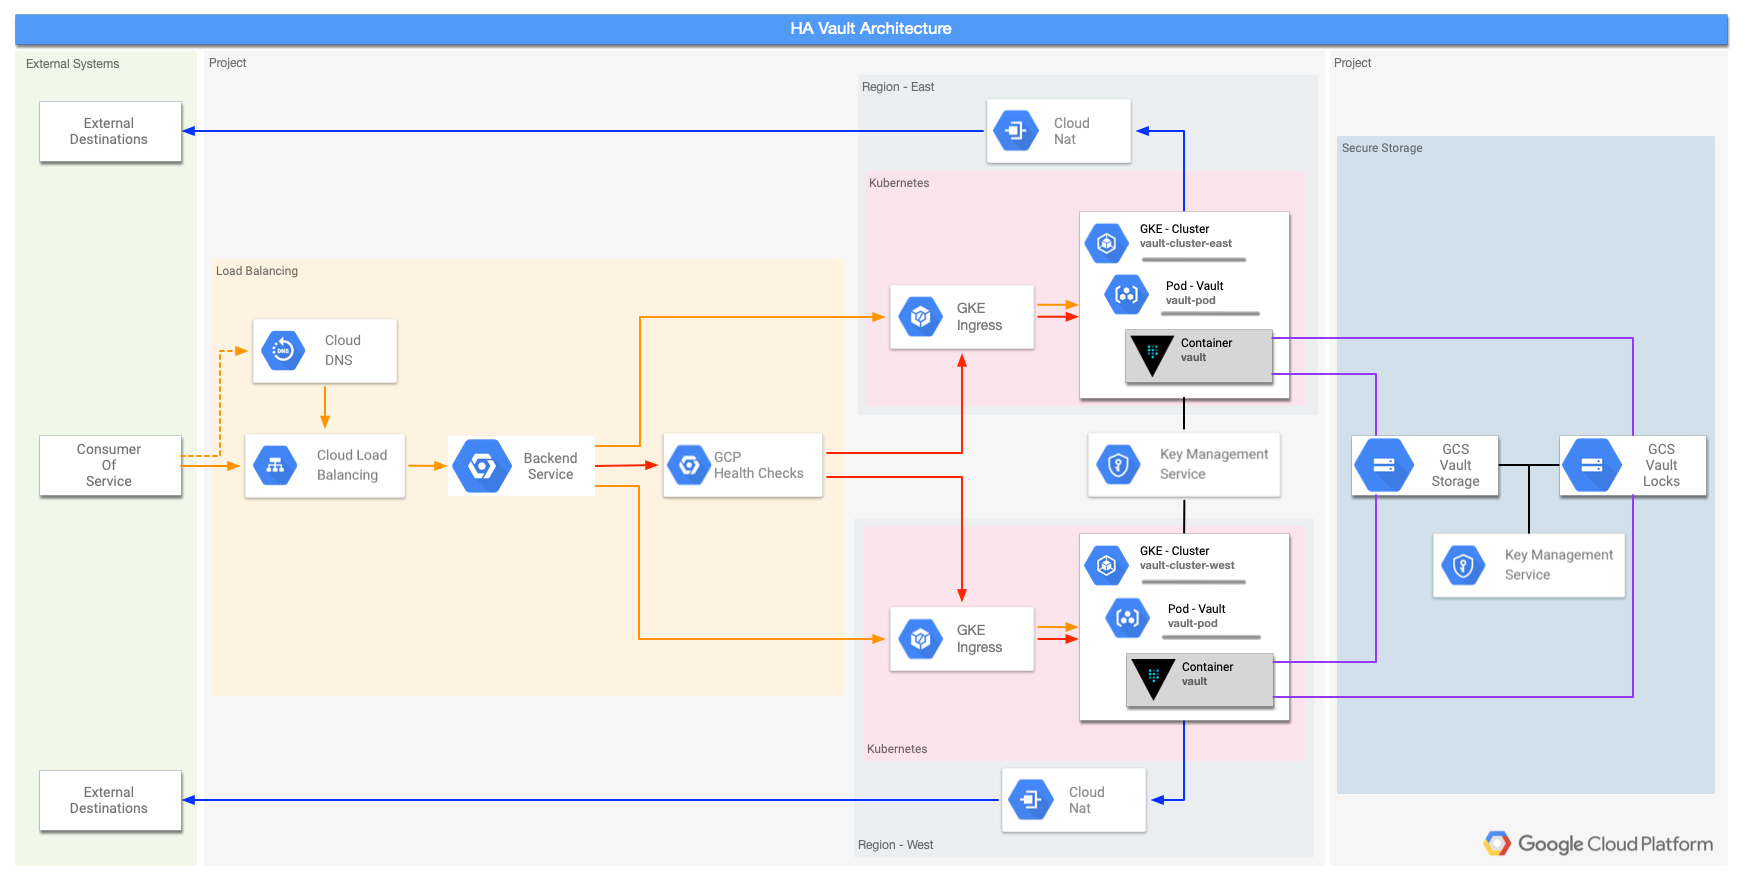 HA Vault Architecture
External Systems
Project
Project
Region - East
External
Destinations
Cloud
Nat
Secure Storage
Kubernetes
GKE - Cluster
vault-cluster-east
Pod - Vault
vault-pod
Container
vault
Load Balancing
GKE
Ingress
Cloud
DNS
DNS
Consumer
Of
Service
Cloud Load
Balancing
Backend
Service
GCP
Health Checks
Key Management
Service
GCS
Vault
Storage
GCS
Vault
Locks
Key Management
Service
GKE - Cluster
vault-cluster-west
Pod - Vault
vault-pod
Container
vault
GKE
Ingress
Kubernetes
External
Destinations
Cloud
Nat
Region - West
Google Cloud Platform